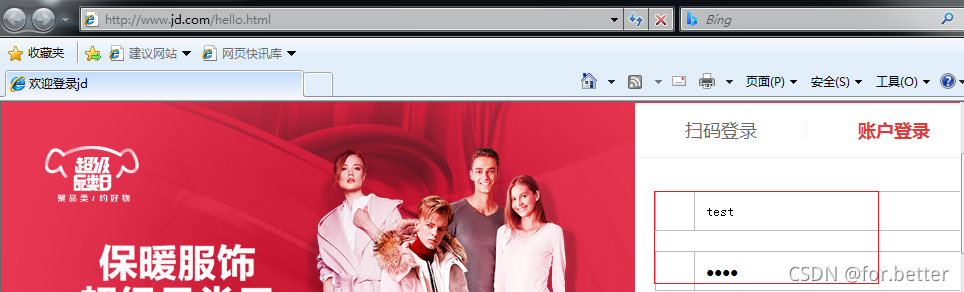 http://www.jd.com/hello.html
Bing
收藏夹
建议网站
网页快讯库
欢迎登录jd
页面(P)
安全(S)
工具(O)
扫码登录
账户登录
超级
品类日
聚品类/约好物
test
保暖服饰
CSDN @for.better